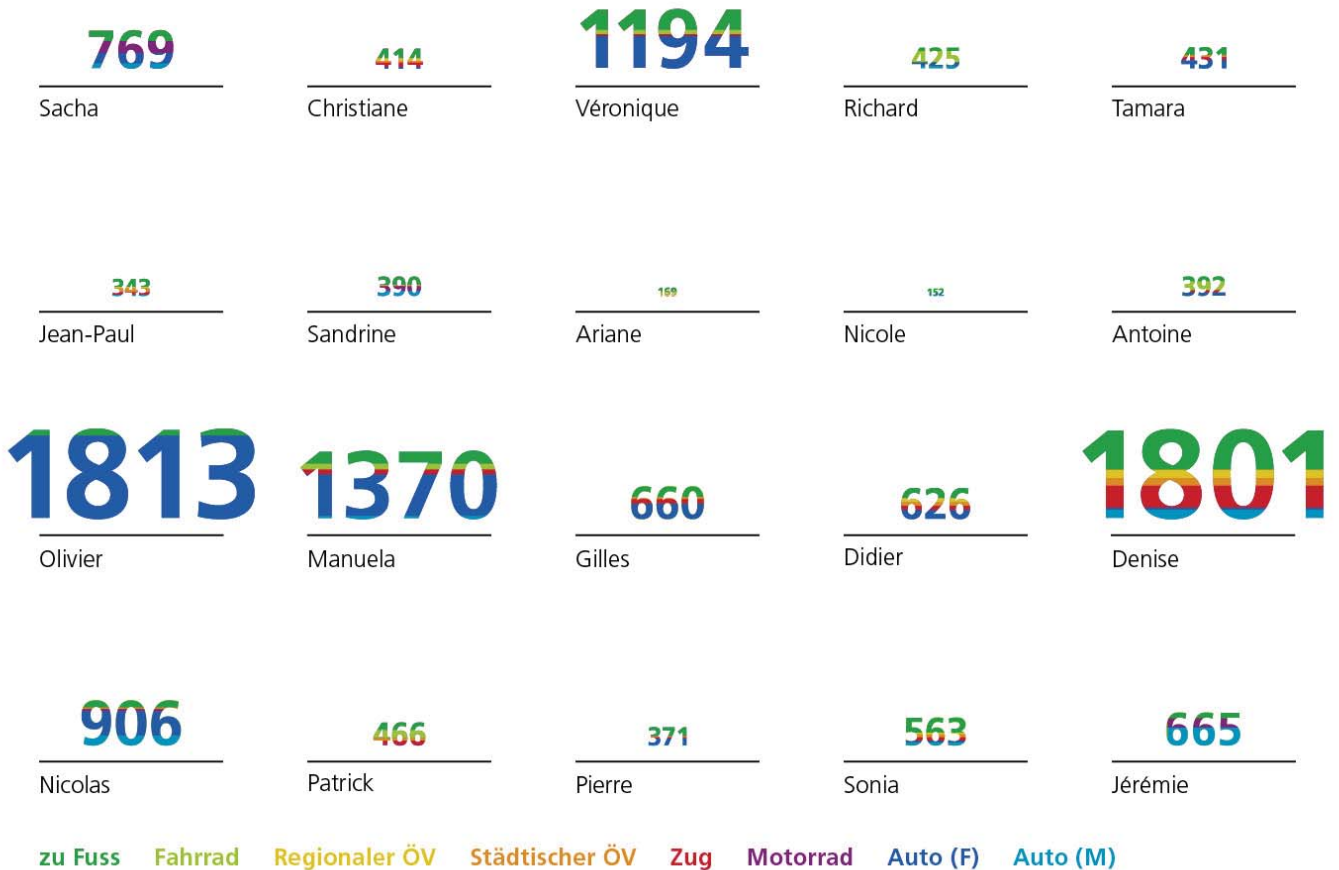 769 414 1194 425 431
Sacha Christiane Véronique Richard Tamara
343 390 169 152 392
Jean-Paul Sandrine Ariane Nicole Antoine
1813 1370 660 626 1801
Olivier Manuela Gilles Didier Denise
906 466 371 563 665
Nicolas Patrick Pierre Sonia Jérémie
zu Fuss Fahrrad Regionaler ÖV Städtischer ÖV Zug Motorrad Auto (F) Auto (M)